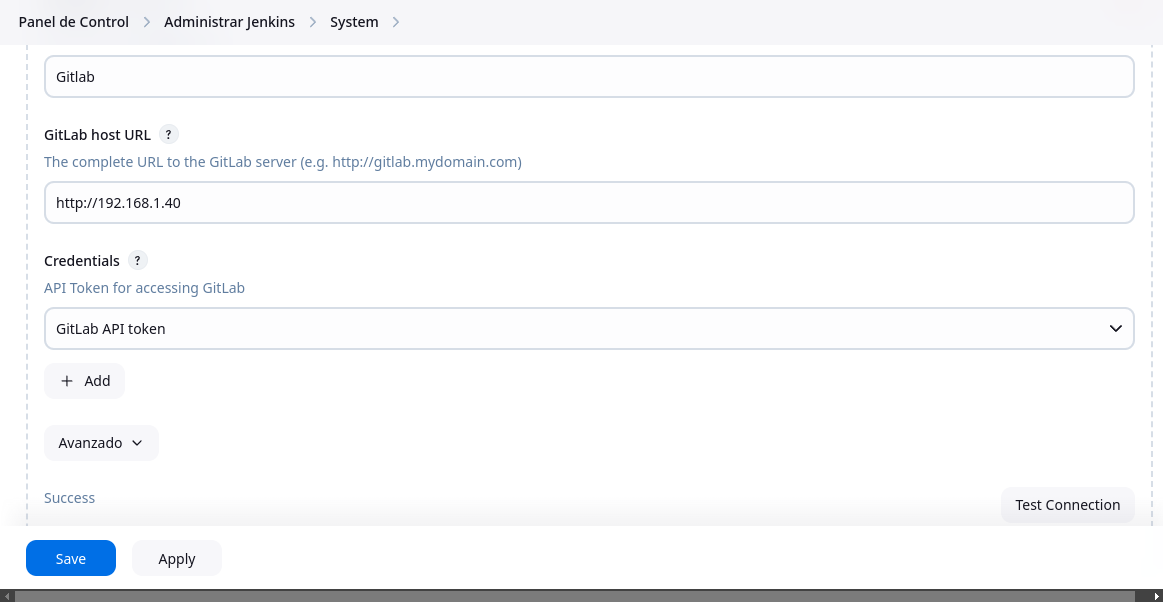 Panel de Control > Administrar Jenkins > System >
Gitlab
GitLab host URL ?
The complete URL to the GitLab server (e.g. http://gitlab.mydomain.com)
http://192.168.1.40
Credentials ?
API Token for accessing GitLab
GitLab API token
+ Add
Avanzado
Success
Test Connection
Save Apply